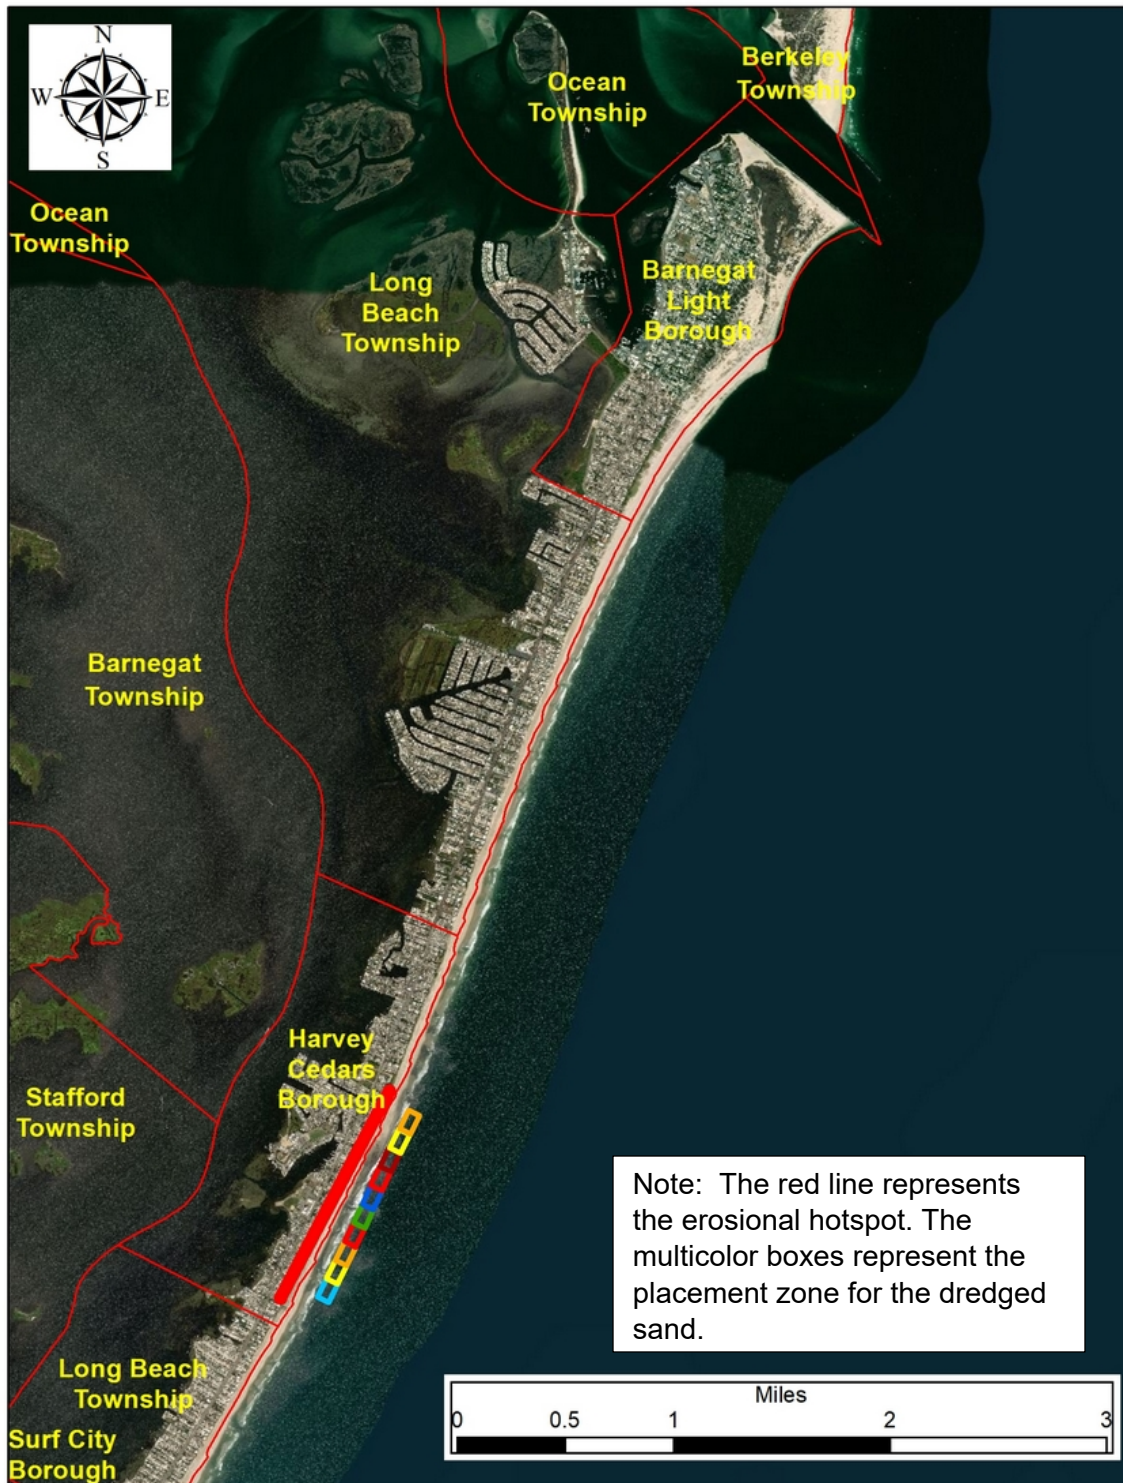 N
W
E
S
Berkeley
Township
Ocean
Township
Ocean
Township
Long
Beach
Township
Barnegat
Light
Borough
Barnegat
Township
Harvey
Cedars
Borough
Stafford
Township
Long Beach
Township
Surf City
Borough
Note: The red line represents
the erosional hotspot. The
multicolor boxes represent the
placement zone for the dredged
sand.
Miles
0 0.5 1 2 3